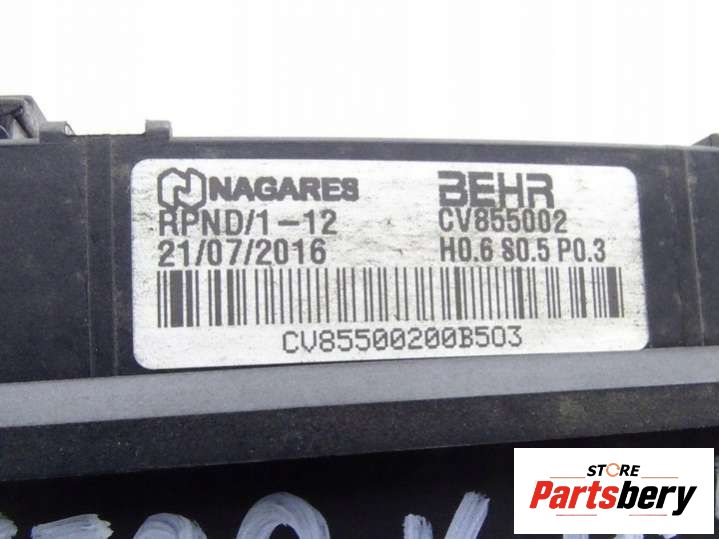 NAGARES BEHR
RPND/1-12 CV855002
21/07/2016 H0.6 S0.5 P0.3
CV85500200B503
STORE
Partsbery